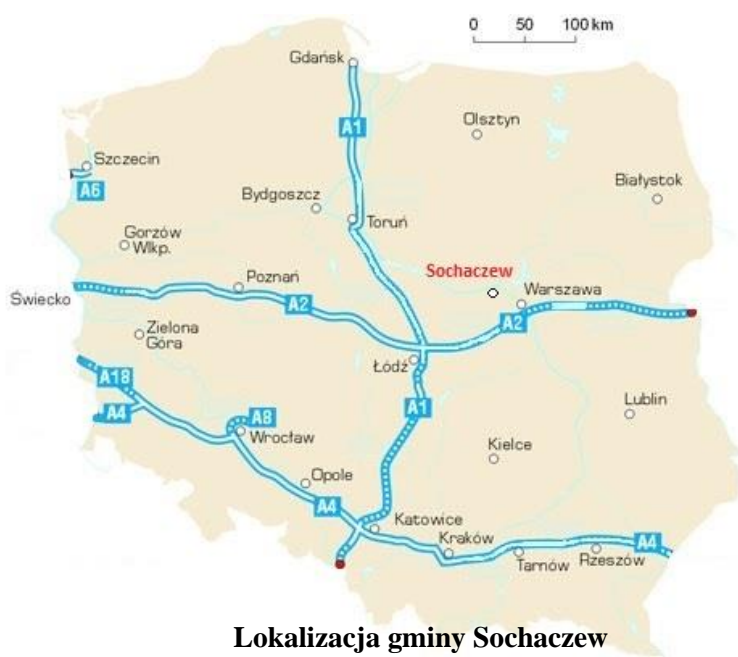 0 50 100 km
Gdańsk
A1
Olsztyn
Szczecin
A6
Białystok
Bydgoszcz
Toruń
Gorzów
Wlkp.
Sochaczew
Poznań
Warszawa
Świecko
A2
A2
Zielona
Góra
Łódź
A18
A1
Lublin
A4
A8
Wrocław
Kielce
Opole
A4
Katowice
Kraków
A4
Tarnów
Rzeszów
Lokalizacja gminy Sochaczew